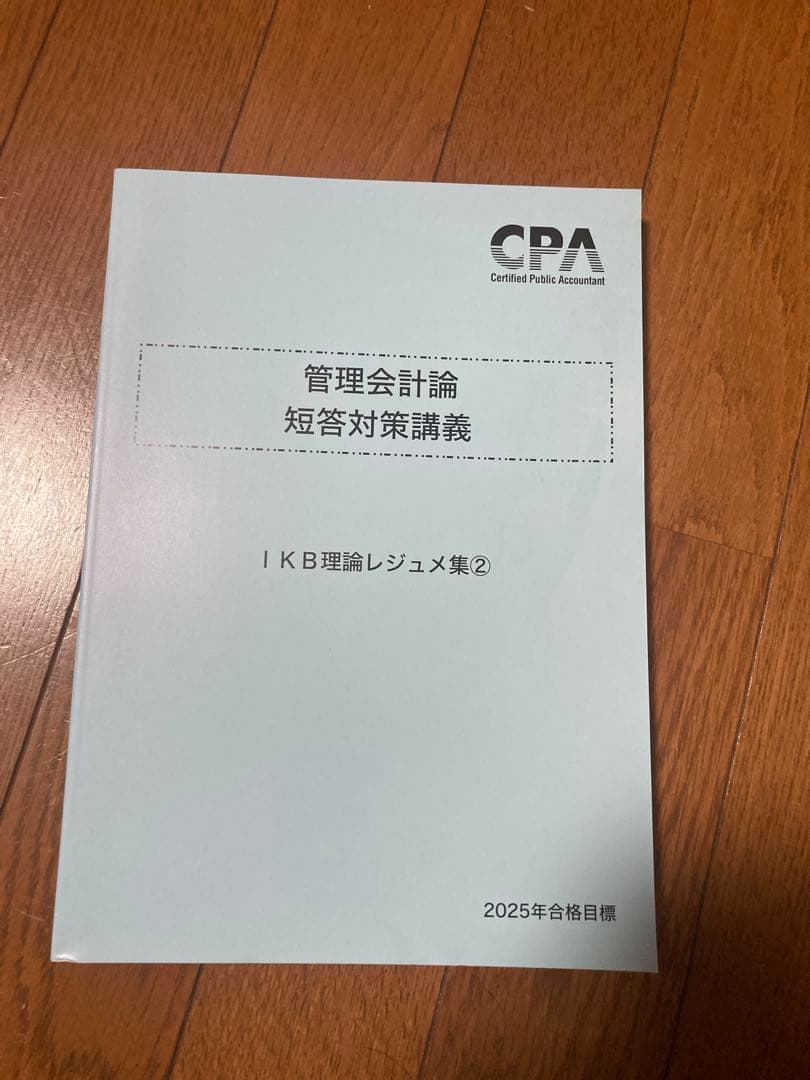 CPA
Certified Public Accountant
管理会計論
短答対策講義
ＩＫＢ理論レジュメ集②
2025年合格目標